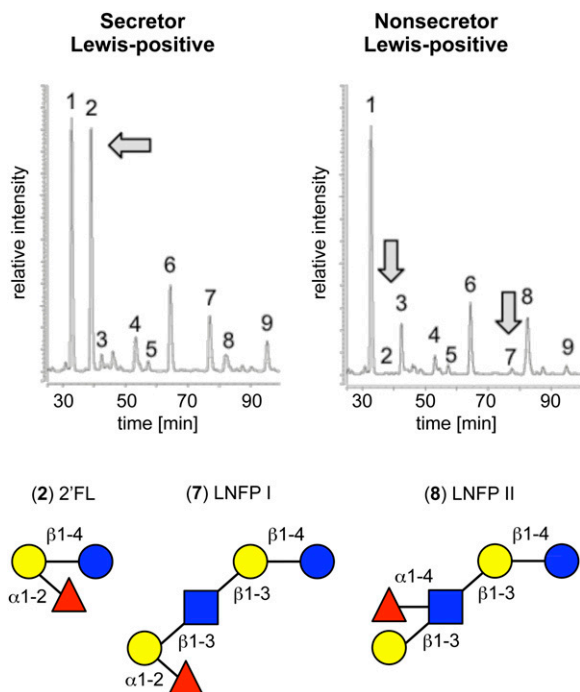 Secretor
Lewis-positive
Nonsecretor
Lewis-positive
relative intensity
1
2
3
4
5
6
7
8
9
30
50
70
90
time [min]
relative intensity
1
2
3
4
5
6
7
8
9
30
50
70
90
time [min]
(2) 2'FL
β1-4
α1-2
(7) LNFP I
β1-4
β1-3
β1-3
α1-2
(8) LNFP II
β1-4
α1-4
β1-3
β1-3